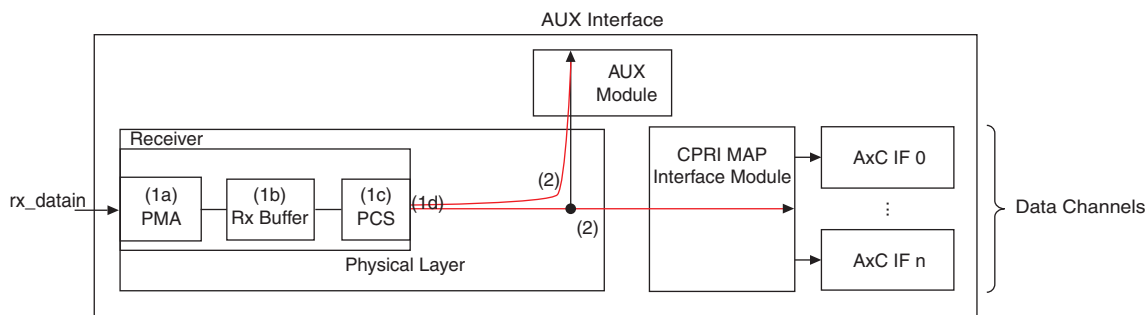 AUX Interface
AUX
Module
Receiver
CPRI MAP
Interface Module
AxC IF 0
(1a)
PMA
(1b)
Rx Buffer
(1c)
PCS
(1d)
(2)
(2)
rx_datain
...
Data Channels
Physical Layer
AxC IF n